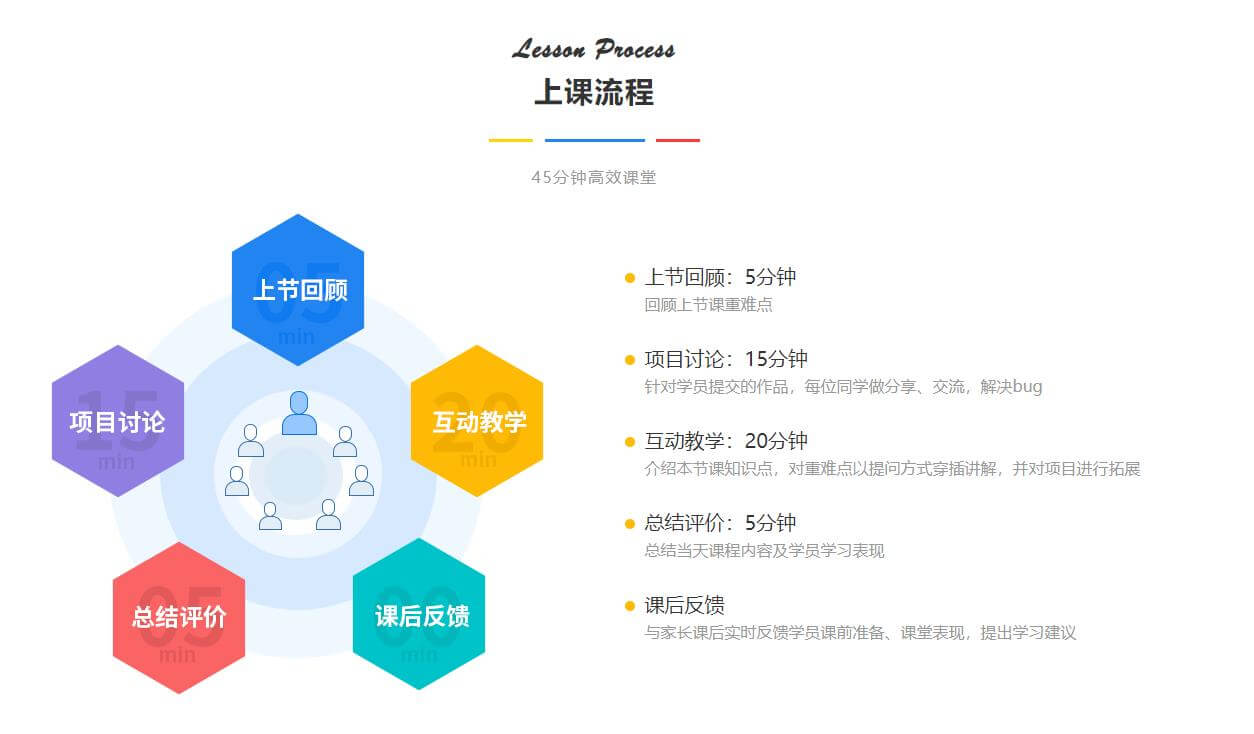 Lesson Process
上课流程
45分钟高效课堂
05
上节回顾
min
15
项目讨论
min
20
互动教学
min
05
总结评价
min
00
课后反馈
min
上节回顾：5分钟
回顾上节课重难点
项目讨论：15分钟
针对学员提交的作品，每位同学做分享、交流，解决bug
互动教学：20分钟
介绍本节课知识点，对重难点以提问方式穿插讲解，并对项目进行拓展
总结评价：5分钟
总结当天课程内容及学员学习表现
课后反馈
与家长课后实时反馈学员课前准备、课堂表现，提出学习建议